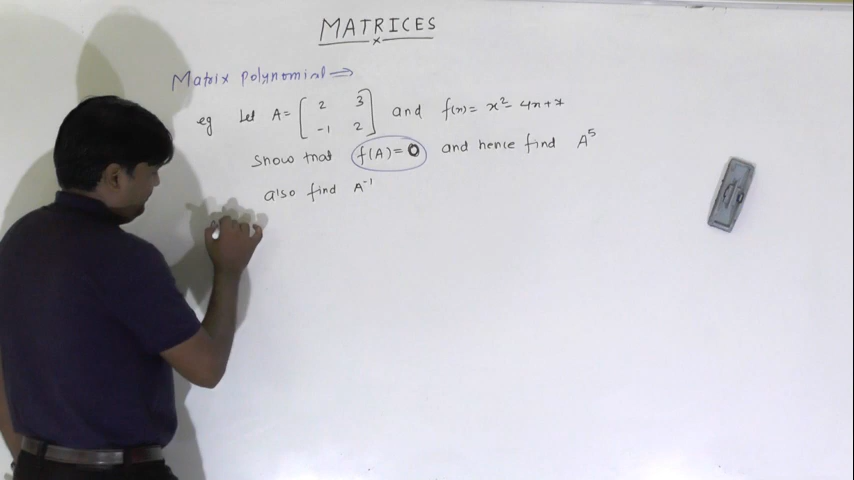 MATRICES
Matrix polynomial ⇒
eg Let A = [ 2 3 -1 2 ] and f(x) = x² - 4x + 7
Show that f(A) = 0 and hence find A⁵
also find A⁻¹